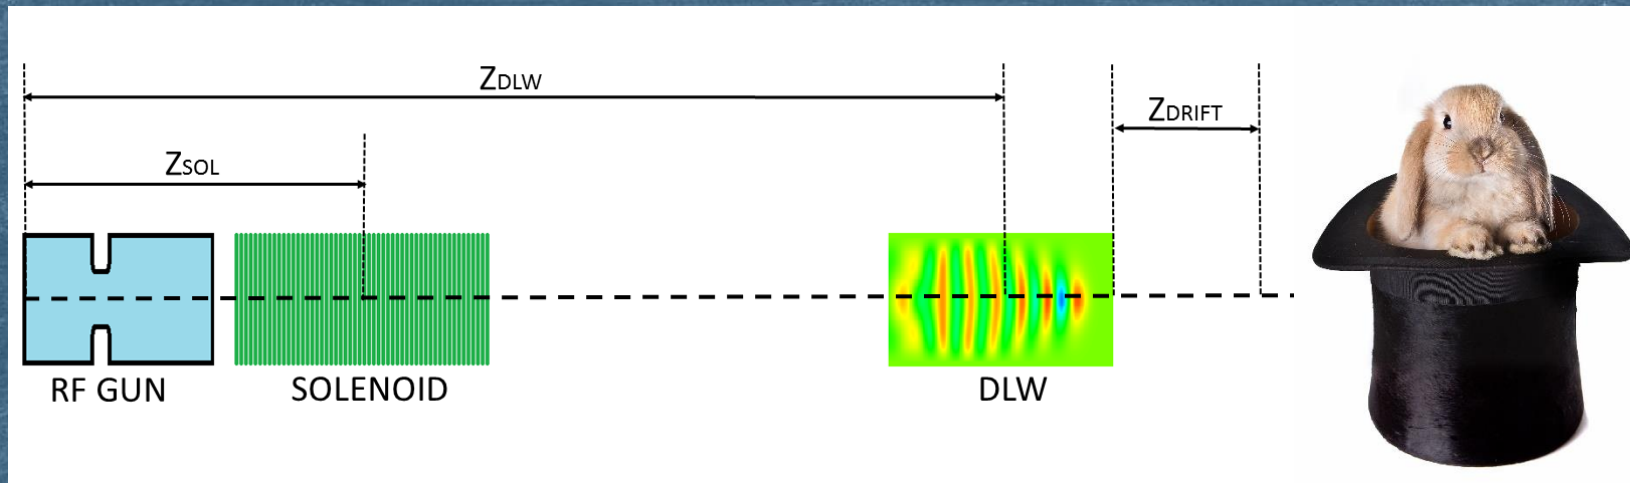 ZDLW
ZDRIFT
ZSOL
RF GUN
SOLENOID
DLW